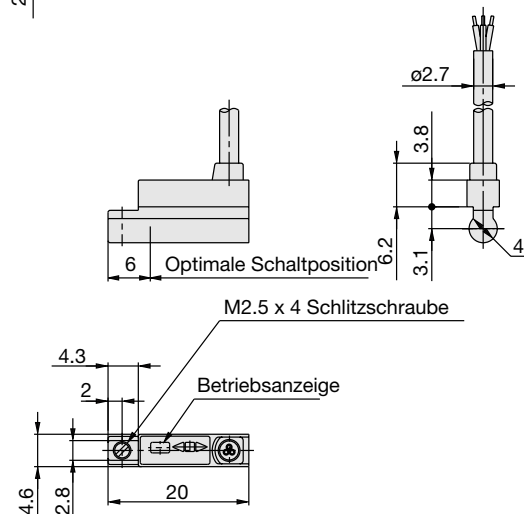 2
ø2.7
3.8
6.2
3.1
4
6
Optimale Schaltposition
M2.5 x 4 Schlitzschraube
4.3
2
Betriebsanzeige
4.6
2.8
20